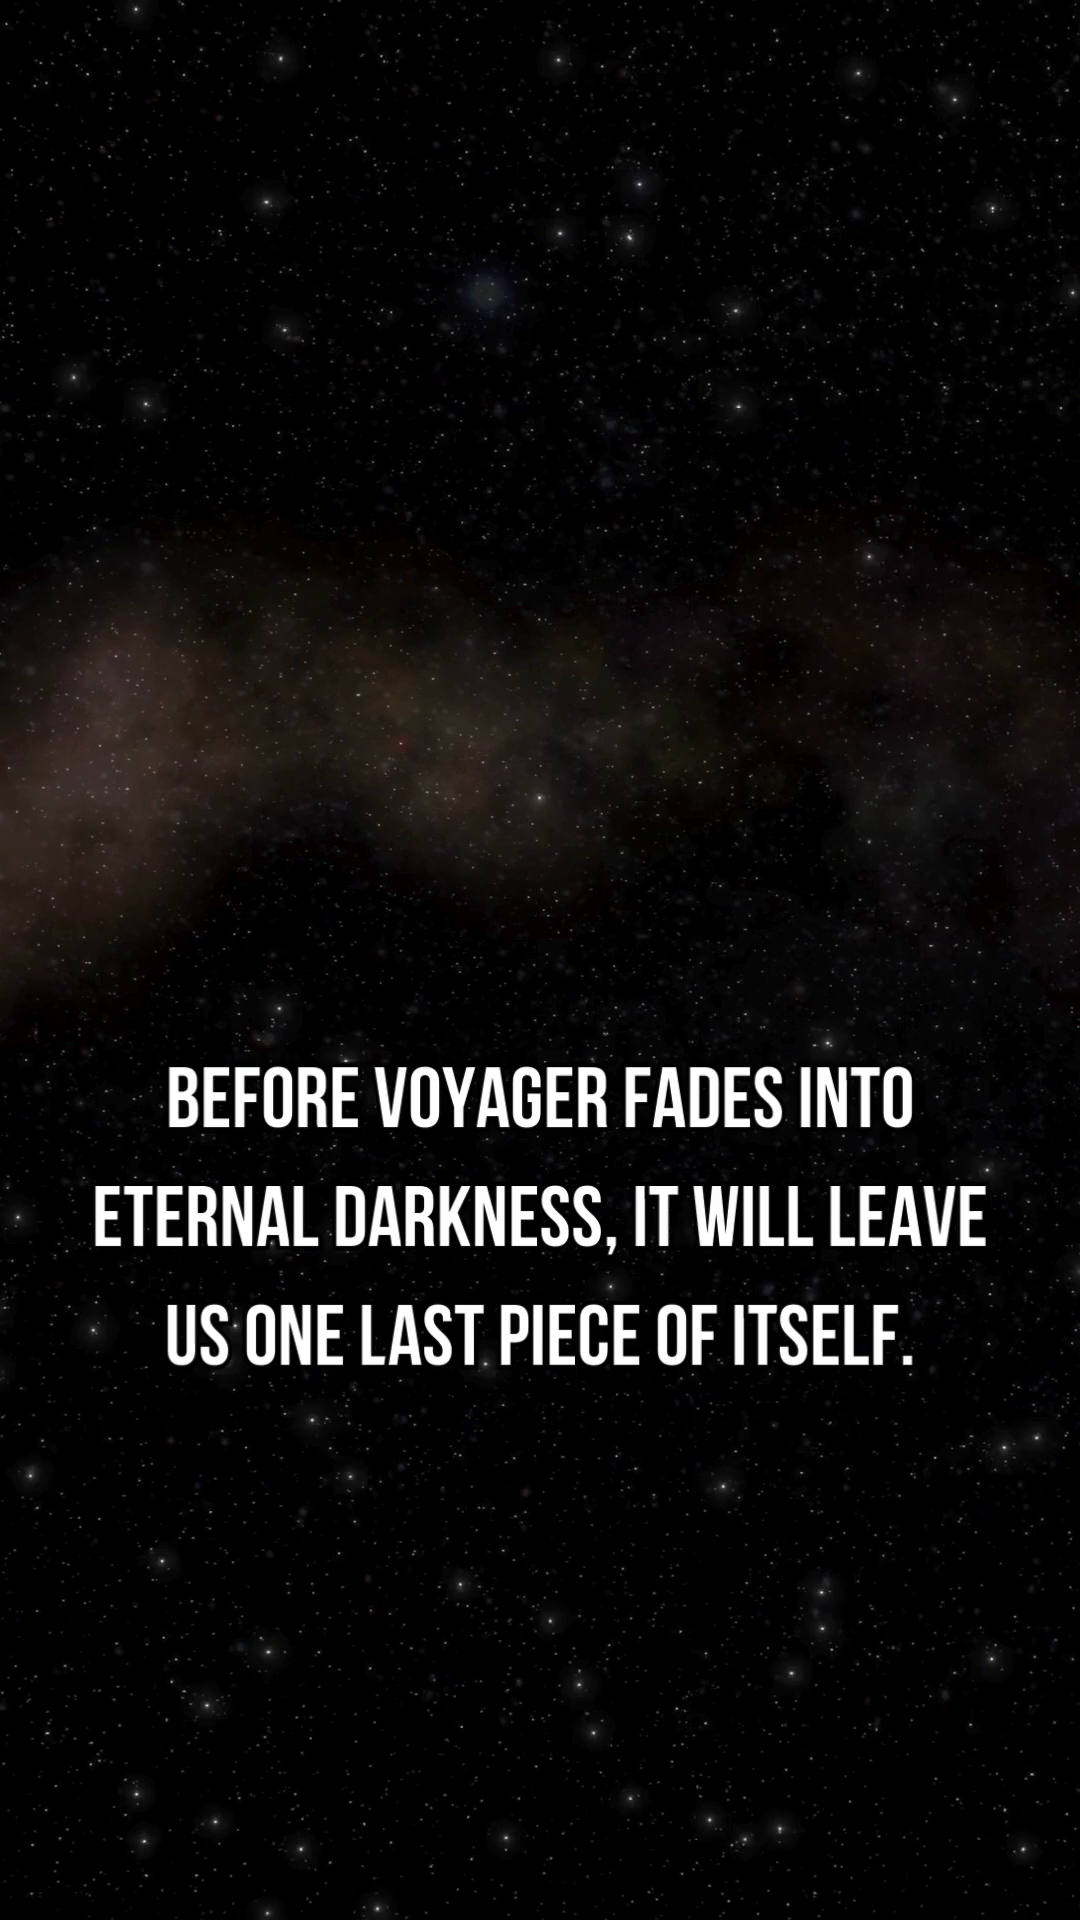 BEFORE VOYAGER FADES INTO
ETERNAL DARKNESS, IT WILL LEAVE
US ONE LAST PIECE OF ITSELF.